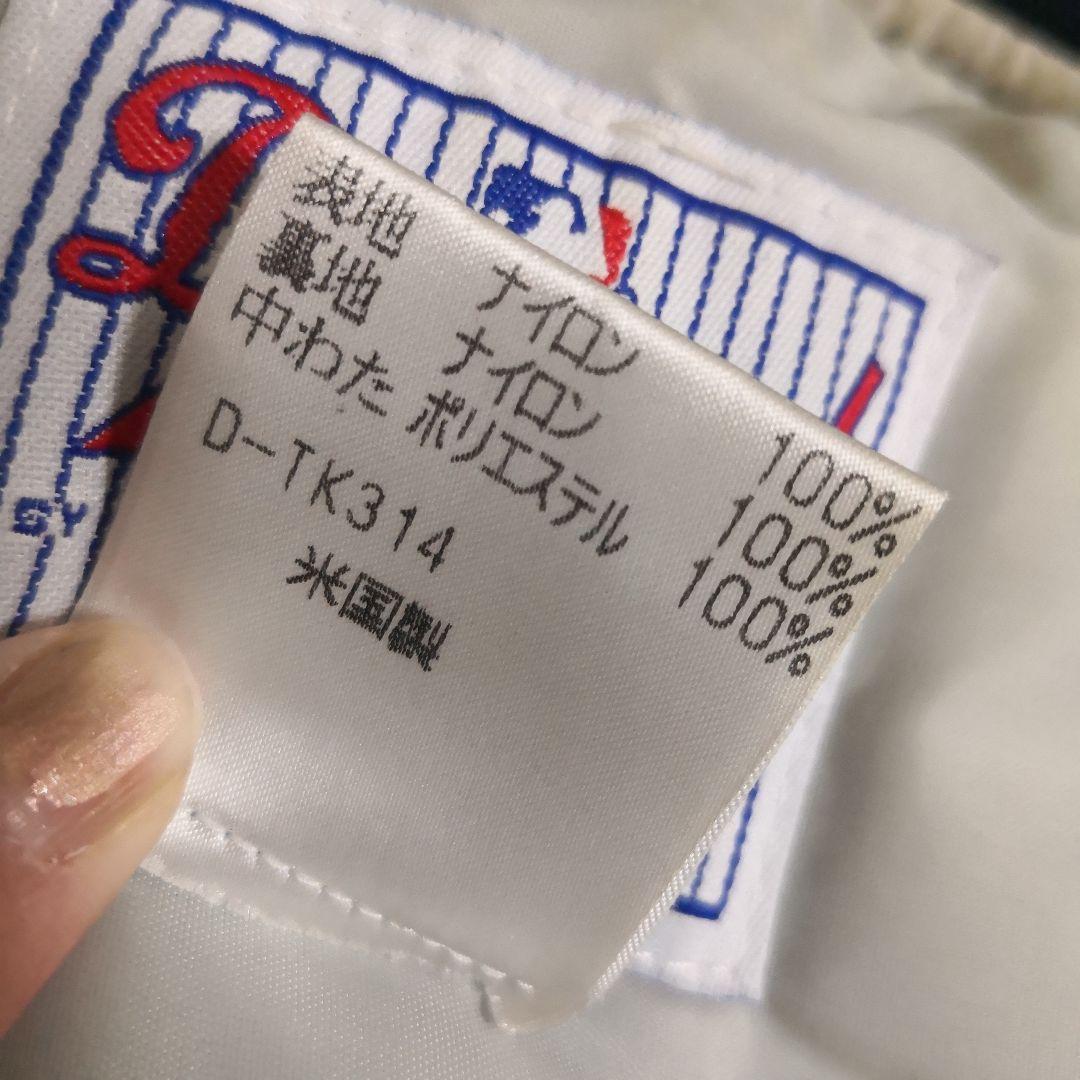 表地 ナイロン 100%
裏地 ナイロン 100%
中わた ポリエステル 100%
D-TK314
米国製
BY